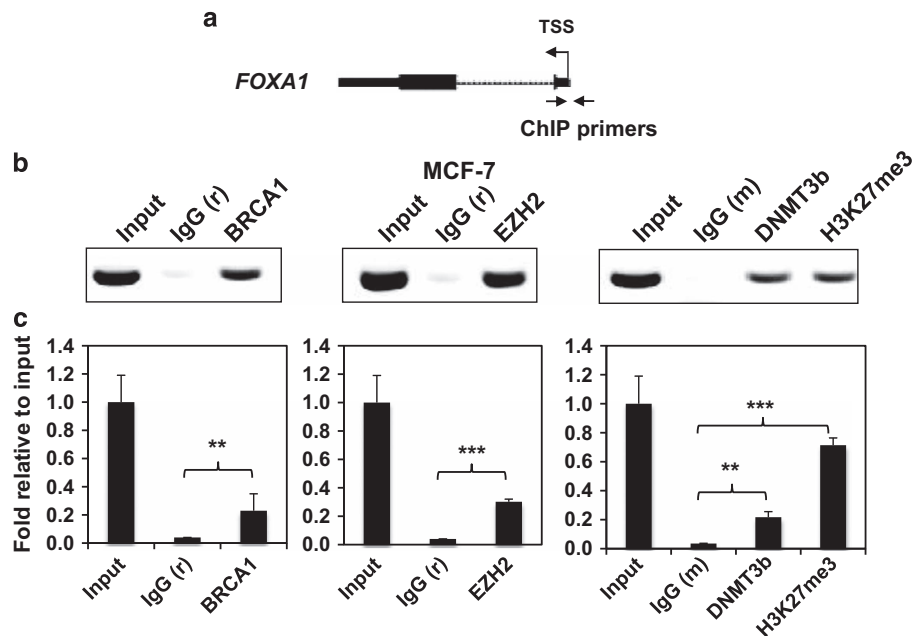 a
TSS
FOXA1
ChIP primers
b
MCF-7
Input IgG (r) BRCA1
Input IgG (r) EZH2
Input IgG (m) DNMT3b H3K27me3
c
Fold relative to input
1.4
1.2
1.0
0.8
0.6
0.4
0.2
0.0
**
Input IgG (r) BRCA1
1.4
1.2
1.0
0.8
0.6
0.4
0.2
0.0
***
Input IgG (r) EZH2
1.4
1.2
1.0
0.8
0.6
0.4
0.2
0.0
***
**
Input IgG (m) DNMT3b H3K27me3